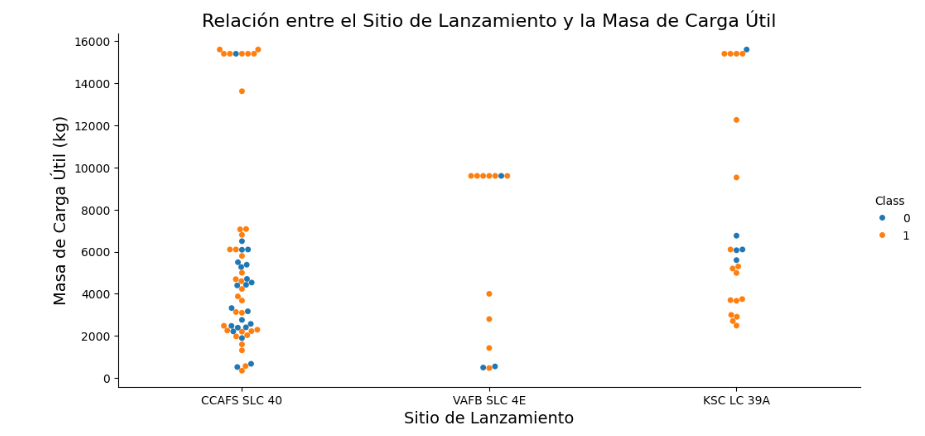 Relación entre el Sitio de Lanzamiento y la Masa de Carga Útil
Masa de Carga Útil (kg)
16000
14000
12000
10000
8000
6000
4000
2000
0
CCAFS SLC 40
VAFB SLC 4E
KSC LC 39A
Sitio de Lanzamiento
Class
0
1